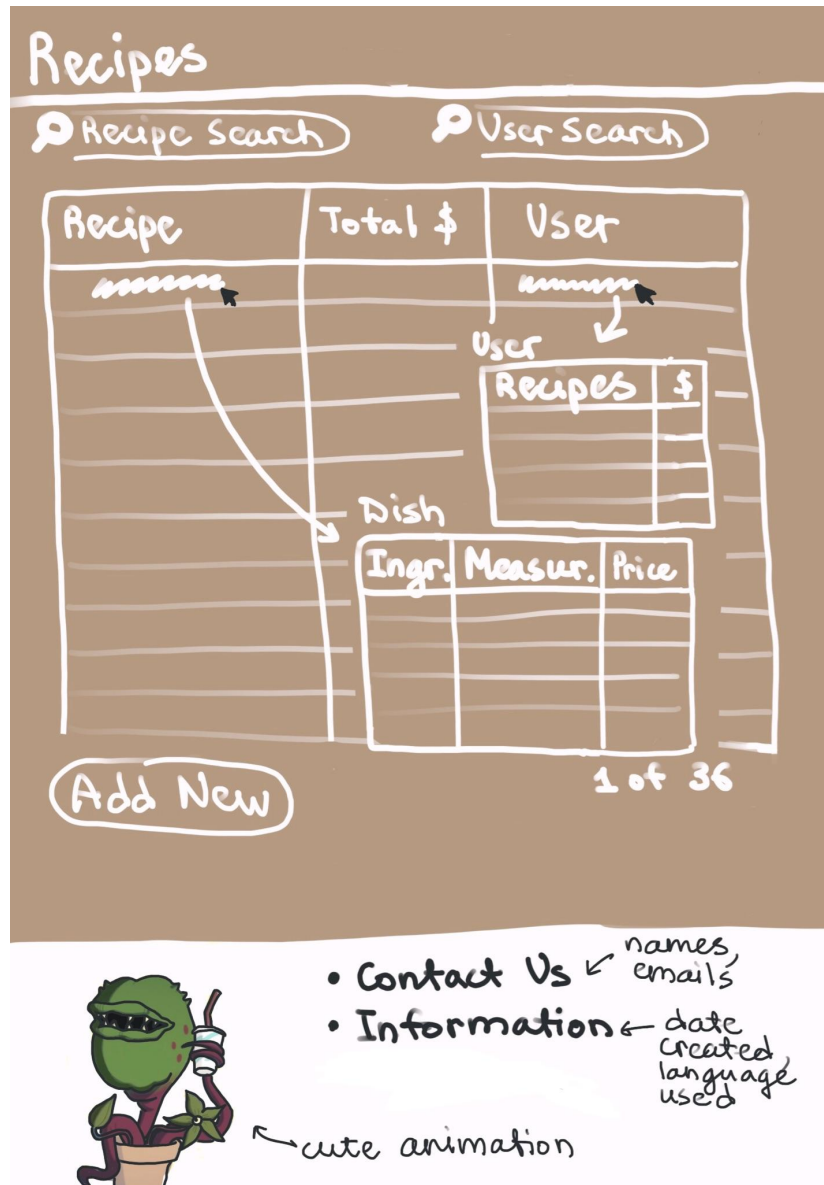 Recipes
Recipe Search
User Search
Recipe Total $ User
User
Recipes $
Dish
Ingr. Measur. Price
Add New
1 of 36
• Contact Us
names,
emails
• Information
date
created,
language
used
cute animation